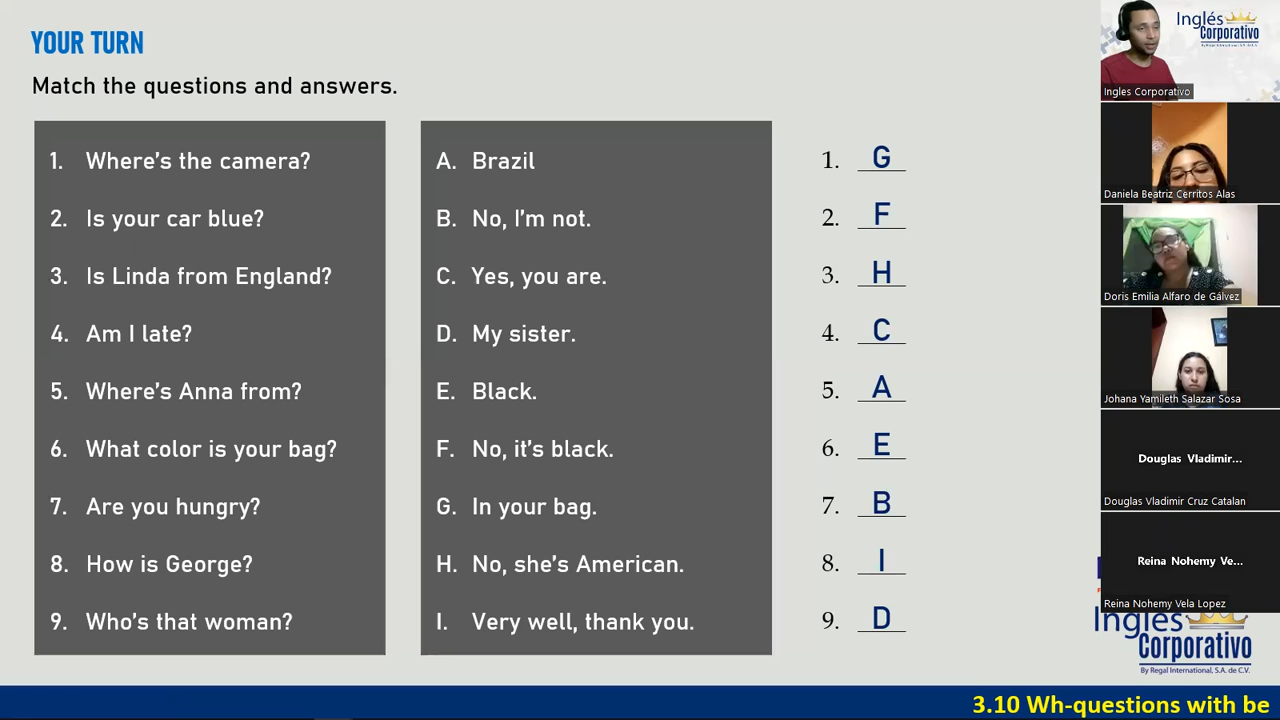 YOUR TURN
Match the questions and answers.
1. Where's the camera?
2. Is your car blue?
3. Is Linda from England?
4. Am I late?
5. Where's Anna from?
6. What color is your bag?
7. Are you hungry?
8. How is George?
9. Who's that woman?
A. Brazil
B. No, I'm not.
C. Yes, you are.
D. My sister.
E. Black.
F. No, it's black.
G. In your bag.
H. No, she's American.
I. Very well, thank you.
1. G
2. F
3. H
4. C
5. A
6. E
7. B
8. I
9. D
Inglés
Corporativo
Ingles Corporativo
Daniela Beatriz Cerritos Alas
Doris Emilia Alfaro de Gálvez
Johana Yamileth Salazar Sosa
Douglas Vladimir...
Douglas Vladimir Cruz Catalan
Reina Nohemy Ve...
Reina Nohemy Vela Lopez
Inglés
Corporativo
By Regal International, S.A. de C.V.
3.10 Wh-questions with be